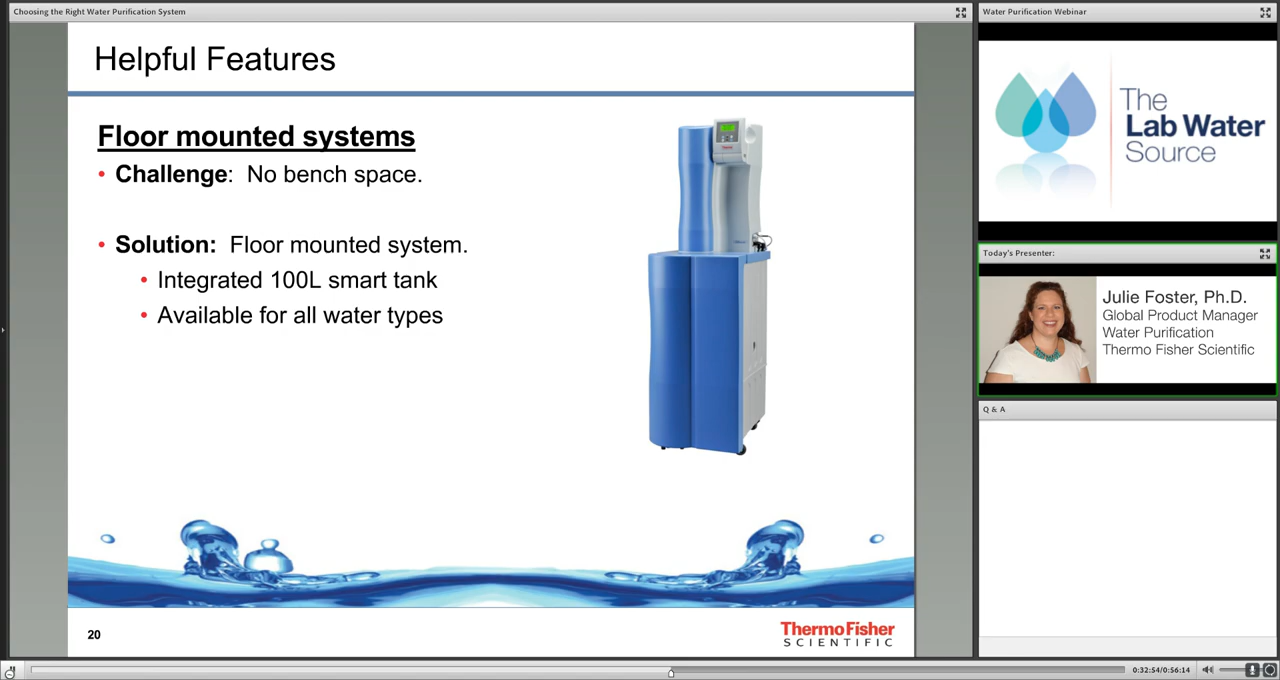 Choosing the Right Water Purification System
Helpful Features
Floor mounted systems
• Challenge: No bench space.
• Solution: Floor mounted system.
• Integrated 100L smart tank
• Available for all water types
20
ThermoFisher
SCIENTIFIC
Water Purification Webinar
The
Lab Water
Source
Today's Presenter:
Julie Foster, Ph.D.
Global Product Manager
Water Purification
Thermo Fisher Scientific
Q & A
0:32:54/0:56:14